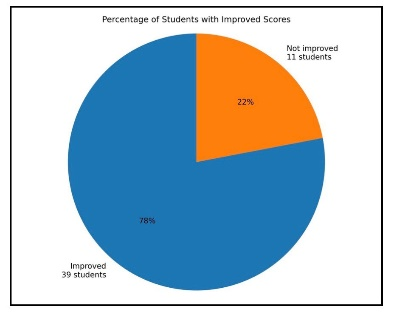 Percentage of Students with Improved Scores
Not improved
11 students
22%
78%
Improved
39 students